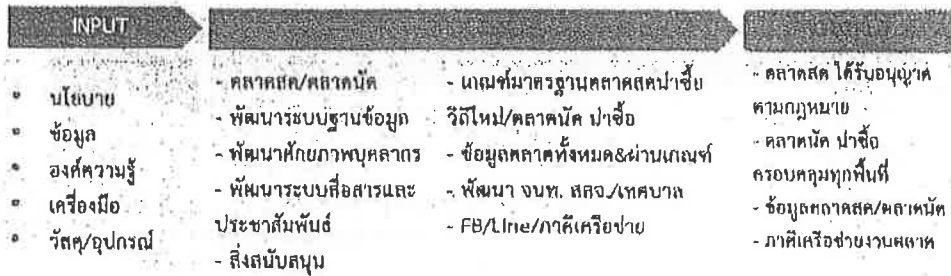 INPUT
นโยบาย
ข้อมูล
องค์ความรู้
เครื่องมือ
วัสดุ/อุปกรณ์
- ตลาดสด/ตลาดนัด
- พัฒนาระบบฐานข้อมูล
- พัฒนาศักยภาพบุคลากร
- พัฒนาระบบสื่อสารและ
ประชาสัมพันธ์
- สิ่งสนับสนุน
- เกณฑ์มาตรฐานตลาดสดน่าซื้อ
วิถีใหม่/ตลาดนัด น่าซื้อ
- ข้อมูลตลาดทั้งหมด&ผ่านเกณฑ์
- พัฒนา จนท. สสจ./เทศบาล
- FB/Line/ภาคีเครือข่าย
- ตลาดสด ได้รับอนุญาต
ตามกฎหมาย
- ตลาดนัด น่าซื้อ
ครอบคลุมทุกพื้นที่
- ข้อมูลตลาดสด/ตลาดนัด
- ภาคีเครือข่ายงานตลาด